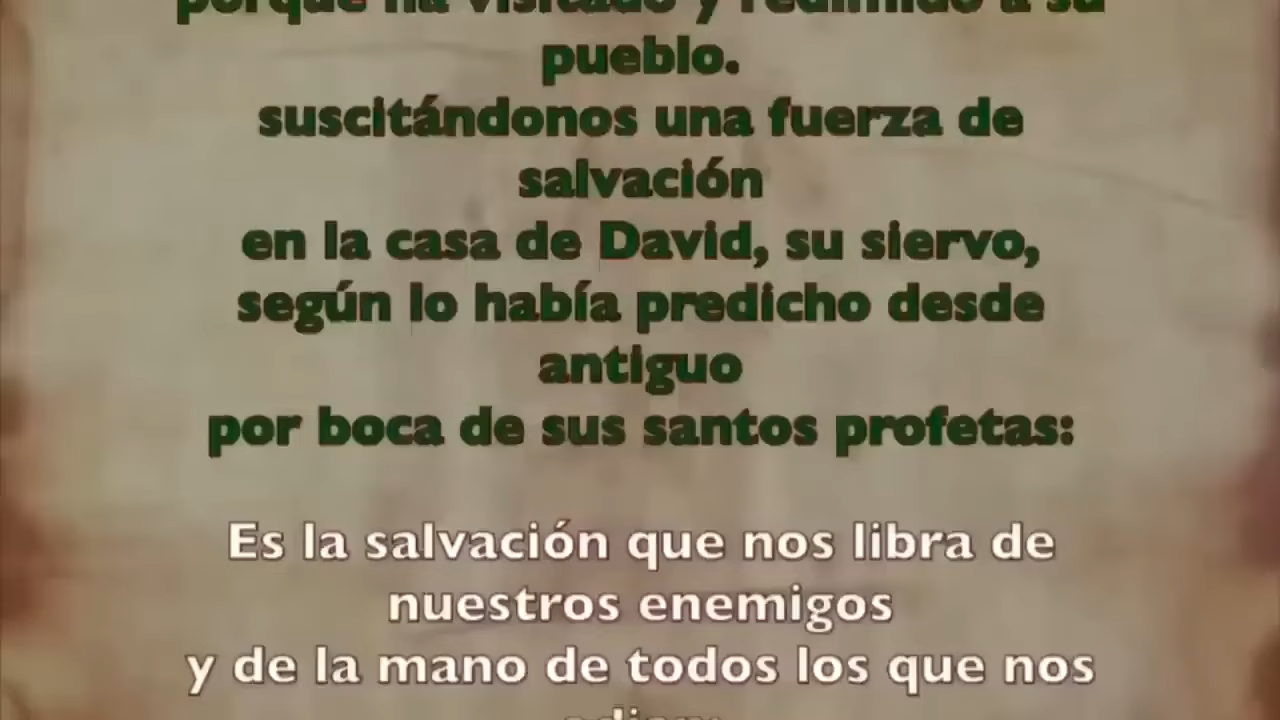 porque ha visitado y redimido a su
pueblo.
suscitándonos una fuerza de
salvación
en la casa de David, su siervo,
según lo había predicho desde
antiguo
por boca de sus santos profetas:
Es la salvación que nos libra de
nuestros enemigos
y de la mano de todos los que nos